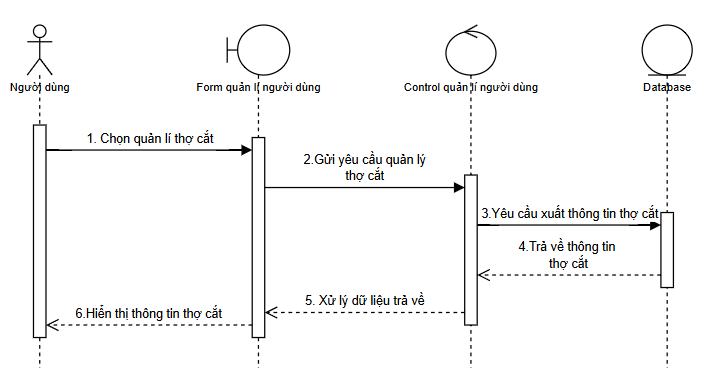 Người dùng
Form quản lí người dùng
Control quản lí người dùng
Database
1. Chọn quản lí thợ cắt
2.Gửi yêu cầu quản lý
thợ cắt
3.Yêu cầu xuất thông tin thợ cắt
4.Trả về thông tin
thợ cắt
5. Xử lý dữ liệu trả về
6.Hiển thị thông tin thợ cắt